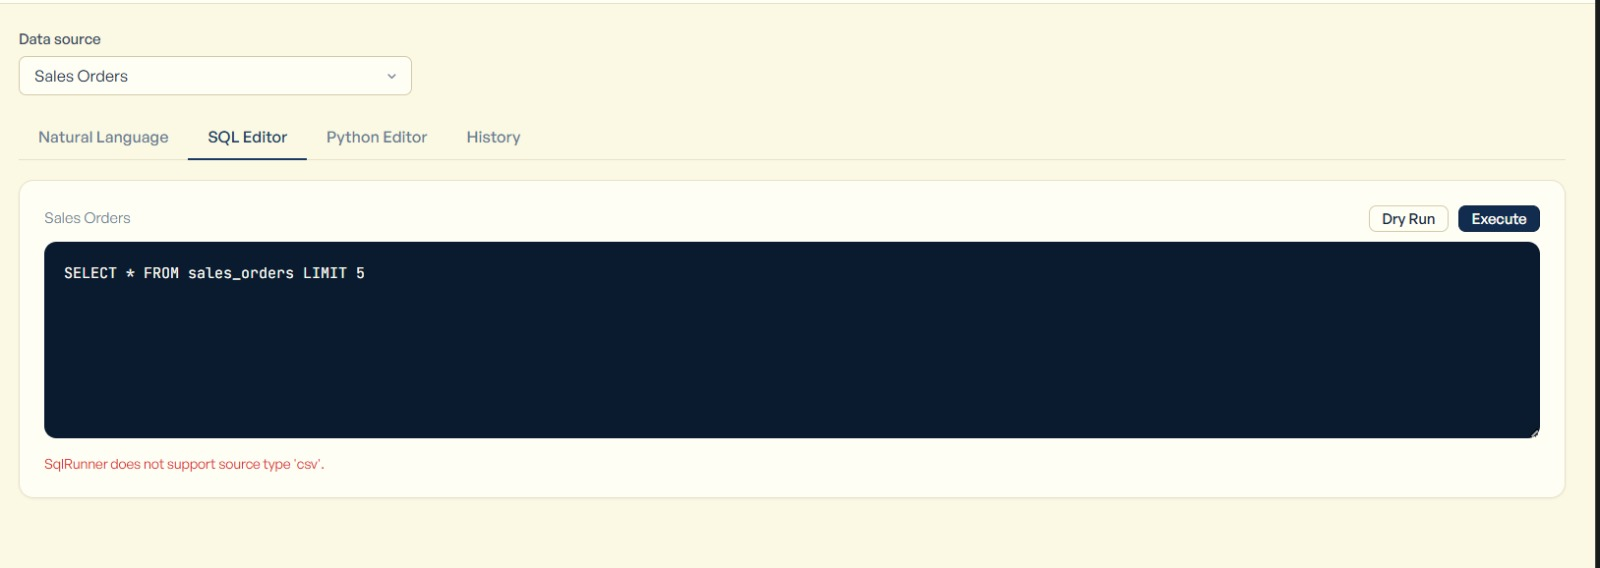 Data source
Sales Orders
Natural Language SQL Editor Python Editor History
Sales Orders Dry Run Execute
SELECT * FROM sales_orders LIMIT 5
SqlRunner does not support source type 'csv'.